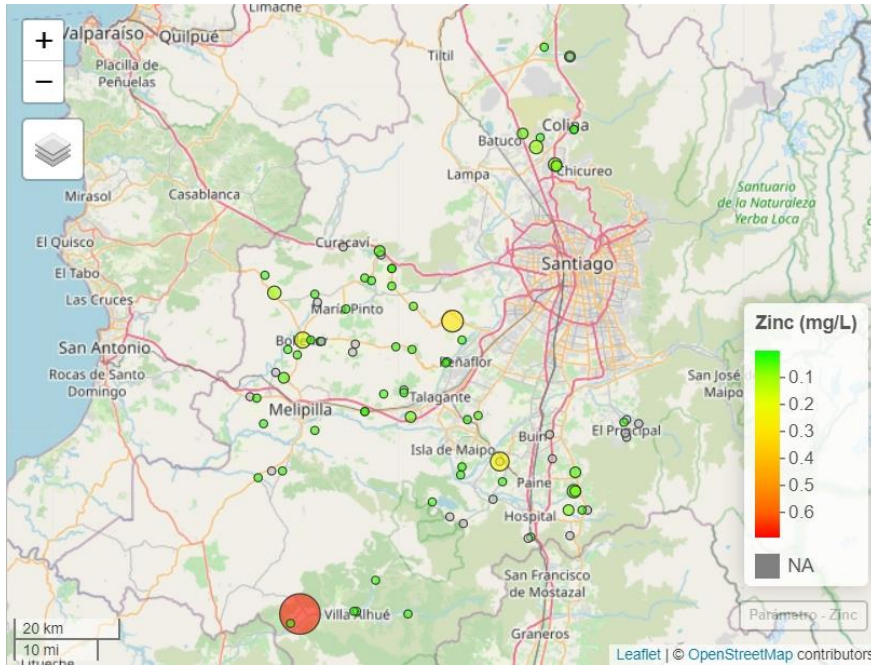 Limache
Valparaíso
Quilpué
+
−
Placilla de
Peñuelas
Tiltil
Colina
Batuco
Lampa
Chicureo
Casablanca
Mirasol
Santuario
de la Naturaleza
Yerba Loca
El Quisco
Curacaví
El Tabo
Santiago
Las Cruces
María Pinto
San Antonio
Peñaflor
Rocas de Santo
Domingo
San José de
Maipo
Talagante
Melipilla
El Principal
Isla de Maipo
Buin
Paine
Hospital
San Francisco
de Mostazal
Villa Alhué
Graneros
Litueche
Zinc (mg/L)
0.1
0.2
0.3
0.4
0.5
0.6
NA
Parámetro - Zinc
20 km
10 mi
Leaflet | © OpenStreetMap contributors